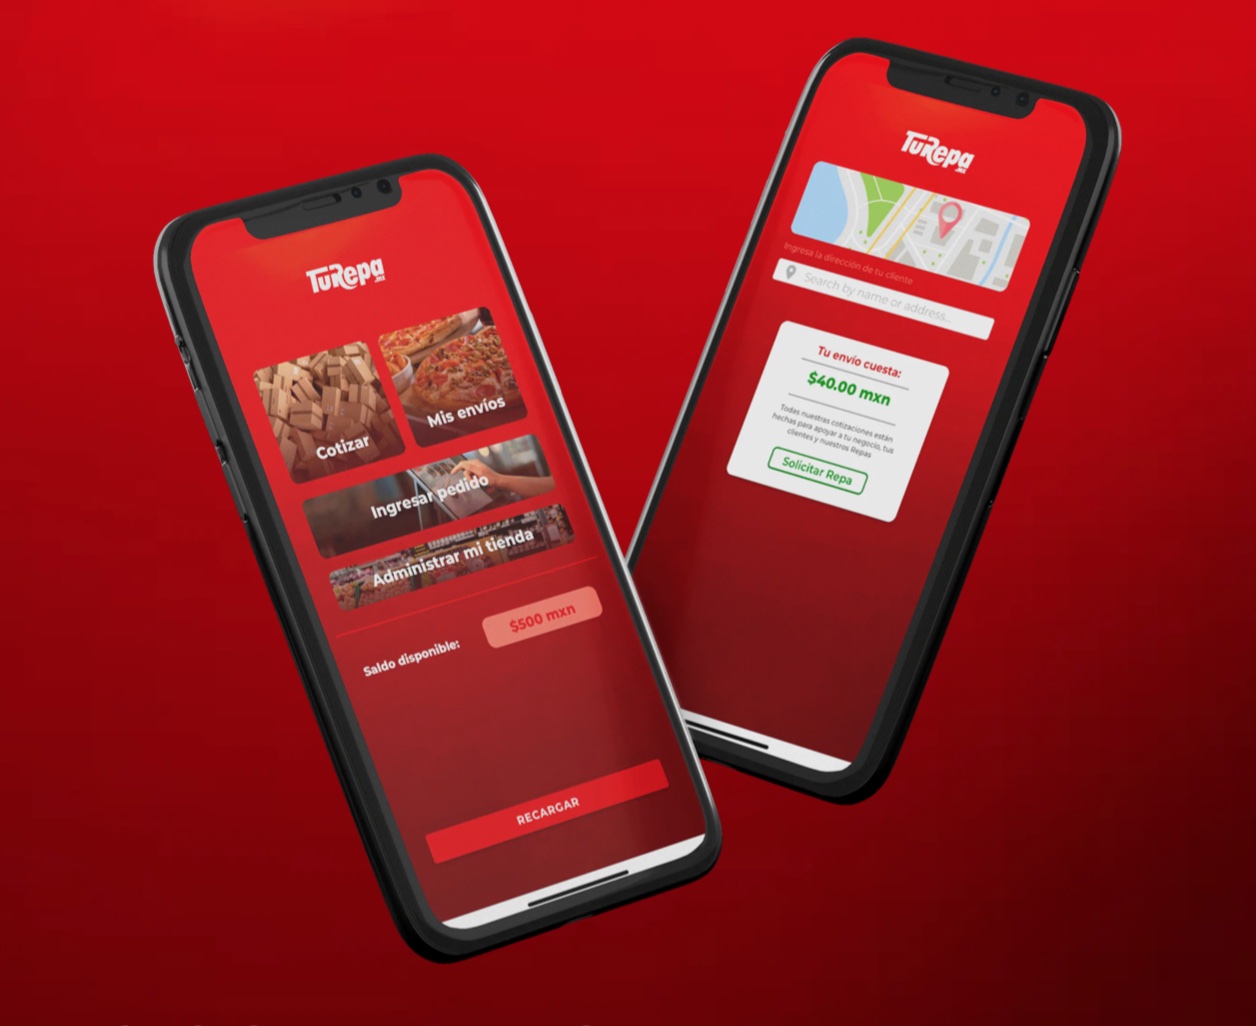 TuRepa
.MX
Cotizar
Mis envíos
Ingresar pedido
Administrar mi tienda
Saldo disponible:
$500 mxn
RECARGAR
TuRepa
.MX
Ingresa la dirección de tu cliente
Search by name or address...
Tu envío cuesta:
$40.00 mxn
Todas nuestras cotizaciones están
hechas para apoyar a tu negocio, tus
clientes y nuestros Repas
Solicitar Repa